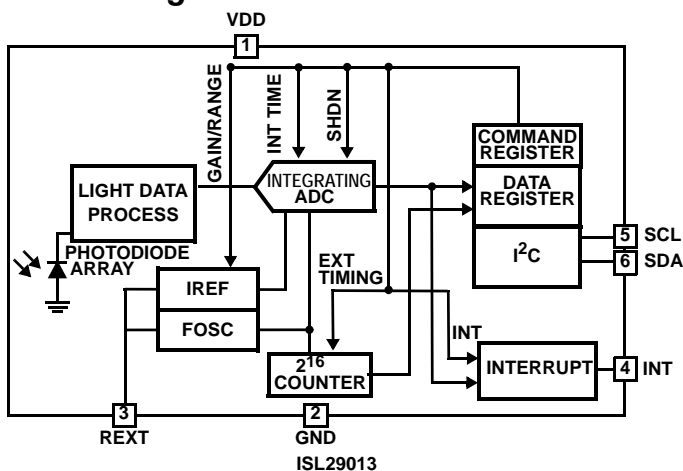 VDD
1
GAIN/RANGE
INT TIME
SHDN
COMMAND
REGISTER
LIGHT DATA
PROCESS
INTEGRATING
ADC
DATA
REGISTER
5 SCL
I2C
6 SDA
PHOTODIODE
ARRAY
EXT
TIMING
IREF
FOSC
INT
INTERRUPT
4 INT
2^16
COUNTER
3
REXT
2
GND
ISL29013